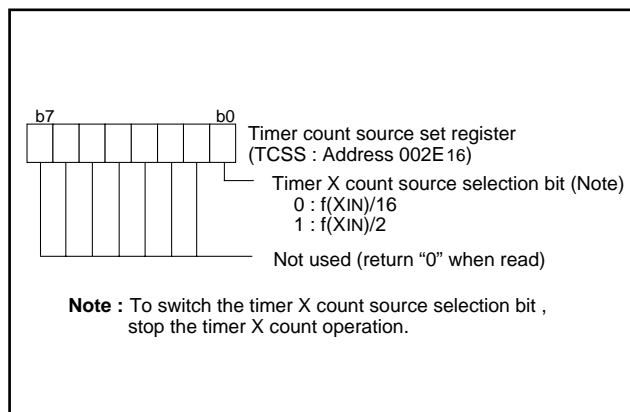 b7 b0
Timer count source set register
(TCSS : Address 002E16)
Timer X count source selection bit (Note)
0 : f(XIN)/16
1 : f(XIN)/2
Not used (return “0” when read)
Note : To switch the timer X count source selection bit ,
stop the timer X count operation.